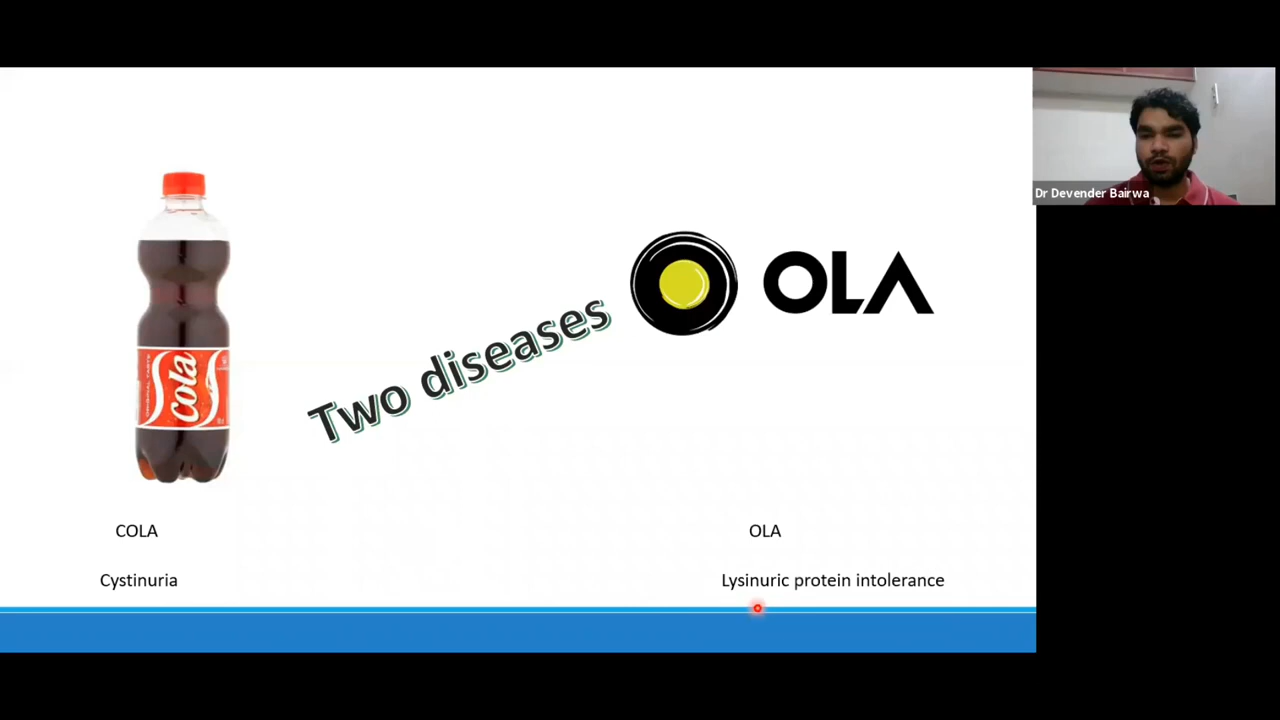 Dr Devender Bairwa
cola
OLA
Two diseases
COLA
OLA
Cystinuria
Lysinuric protein intolerance